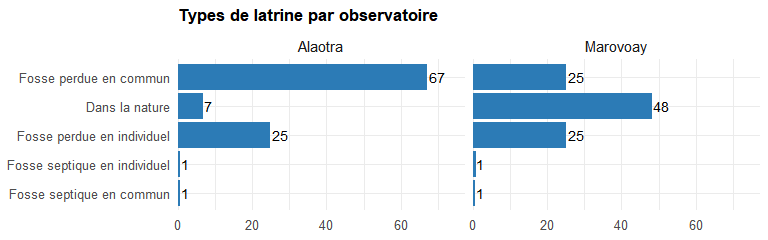 Types de latrine par observatoire
Alaotra Marovoay
Fosse perdue en commun 67 25
Dans la nature 7 48
Fosse perdue en individuel 25 25
Fosse septique en individuel 1 1
Fosse septique en commun 1 1
0 20 40 60 0 20 40 60